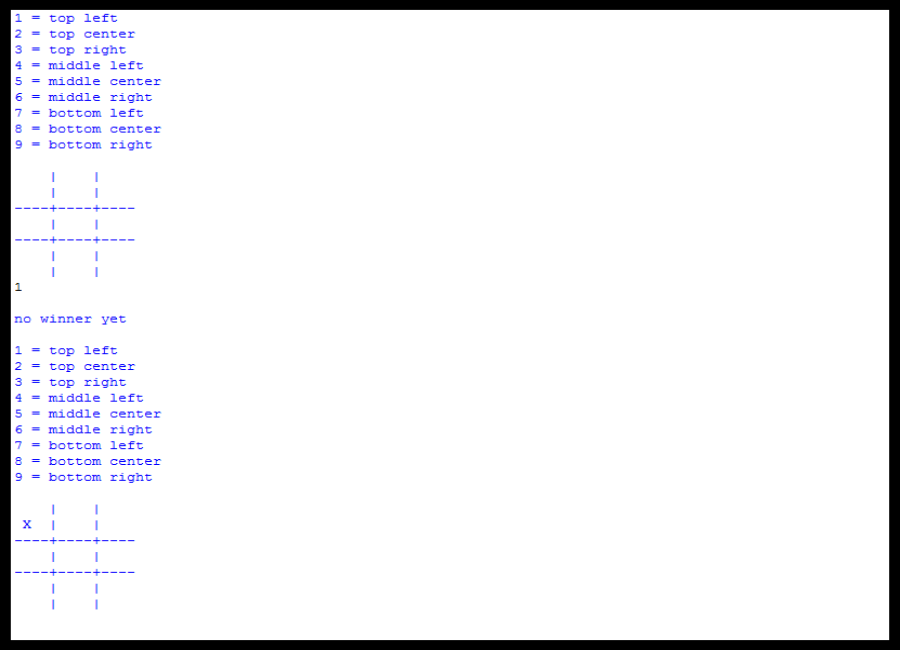 1 = top left
2 = top center
3 = top right
4 = middle left
5 = middle center
6 = middle right
7 = bottom left
8 = bottom center
9 = bottom right
    |    |
    |    |
----+----+----
    |    |
----+----+----
    |    |
    |    |
1
no winner yet
1 = top left
2 = top center
3 = top right
4 = middle left
5 = middle center
6 = middle right
7 = bottom left
8 = bottom center
9 = bottom right
    |    |
 X  |    |
----+----+----
    |    |
----+----+----
    |    |
    |    |